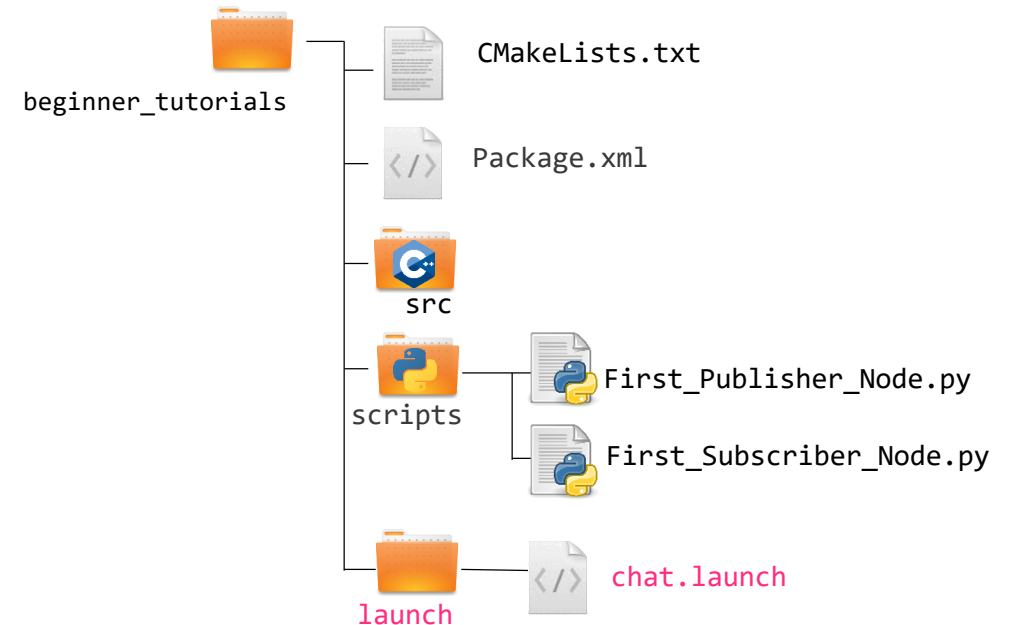 beginner_tutorials
CMakeLists.txt
Package.xml
src
scripts
First_Publisher_Node.py
First_Subscriber_Node.py
launch
chat.launch